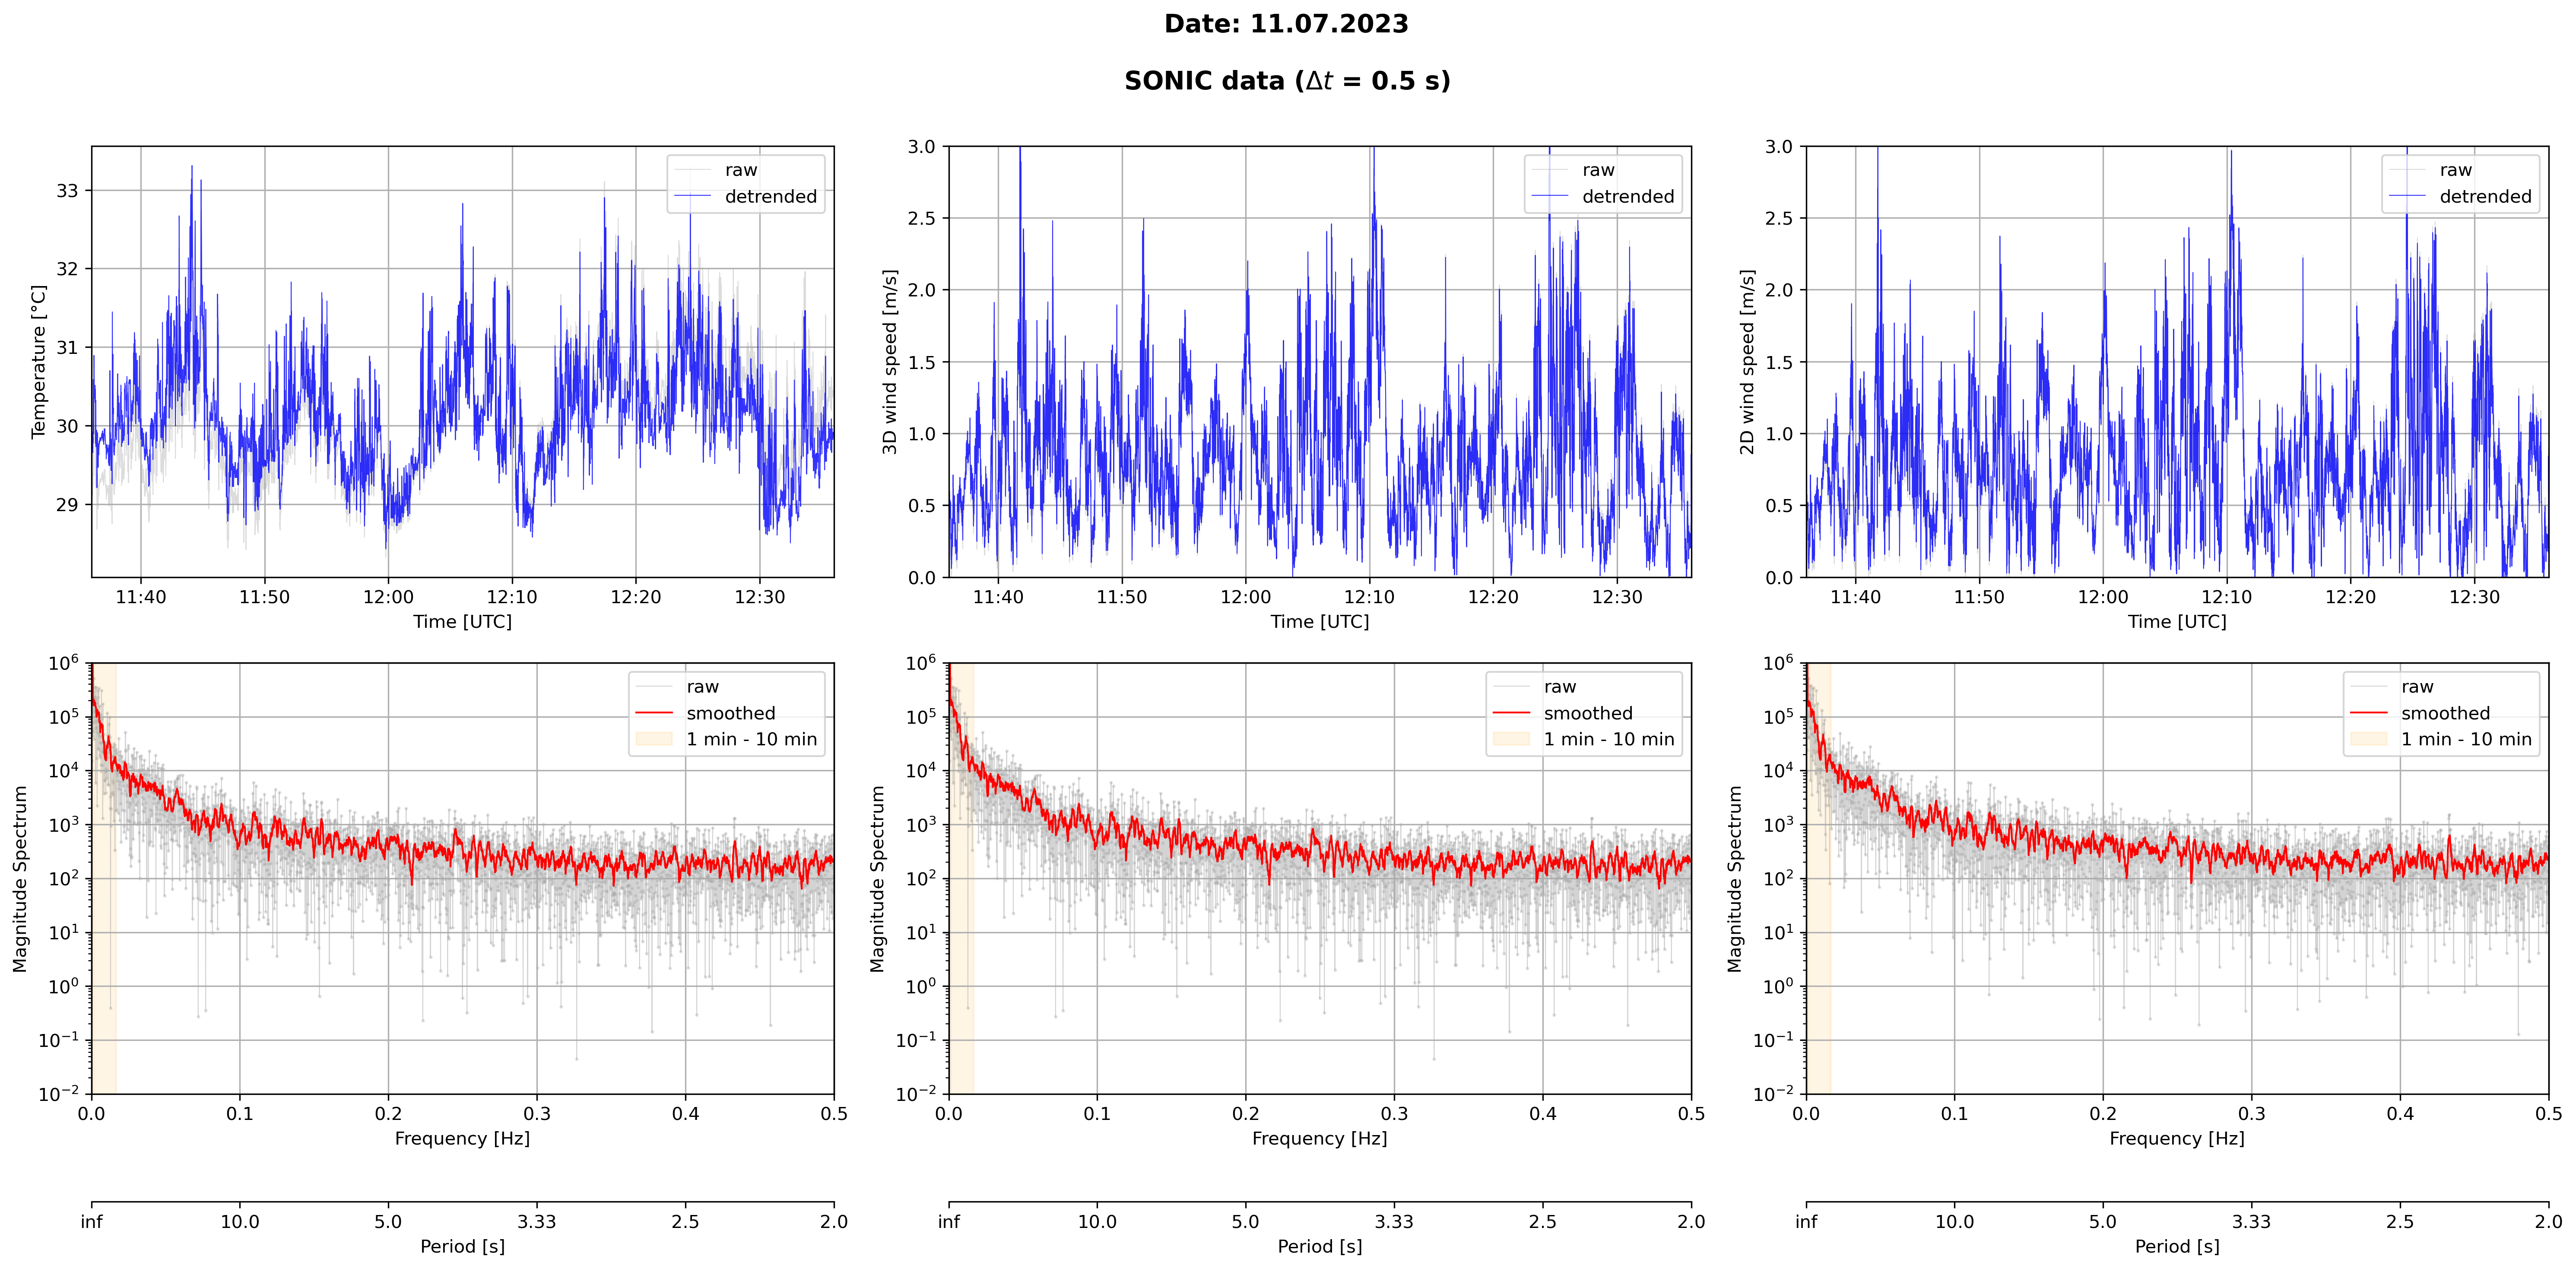 Date: 11.07.2023
SONIC data (Δt = 0.5 s)
Temperature [°C]
33
32
31
30
29
raw
detrended
11:40 11:50 12:00 12:10 12:20 12:30
Time [UTC]
3D wind speed [m/s]
3.0
2.5
2.0
1.5
1.0
0.5
0.0
raw
detrended
11:40 11:50 12:00 12:10 12:20 12:30
Time [UTC]
2D wind speed [m/s]
3.0
2.5
2.0
1.5
1.0
0.5
0.0
raw
detrended
11:40 11:50 12:00 12:10 12:20 12:30
Time [UTC]
Magnitude Spectrum
10⁶
10⁵
10⁴
10³
10²
10¹
10⁰
10⁻¹
10⁻²
raw
smoothed
1 min - 10 min
0.0 0.1 0.2 0.3 0.4 0.5
Frequency [Hz]
inf 10.0 5.0 3.33 2.5 2.0
Period [s]
Magnitude Spectrum
10⁶
10⁵
10⁴
10³
10²
10¹
10⁰
10⁻¹
10⁻²
raw
smoothed
1 min - 10 min
0.0 0.1 0.2 0.3 0.4 0.5
Frequency [Hz]
inf 10.0 5.0 3.33 2.5 2.0
Period [s]
Magnitude Spectrum
10⁶
10⁵
10⁴
10³
10²
10¹
10⁰
10⁻¹
10⁻²
raw
smoothed
1 min - 10 min
0.0 0.1 0.2 0.3 0.4 0.5
Frequency [Hz]
inf 10.0 5.0 3.33 2.5 2.0
Period [s]